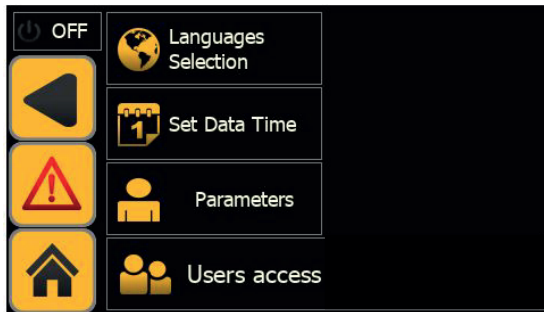 OFF
Languages
Selection
1
Set Data Time
Parameters
Users access